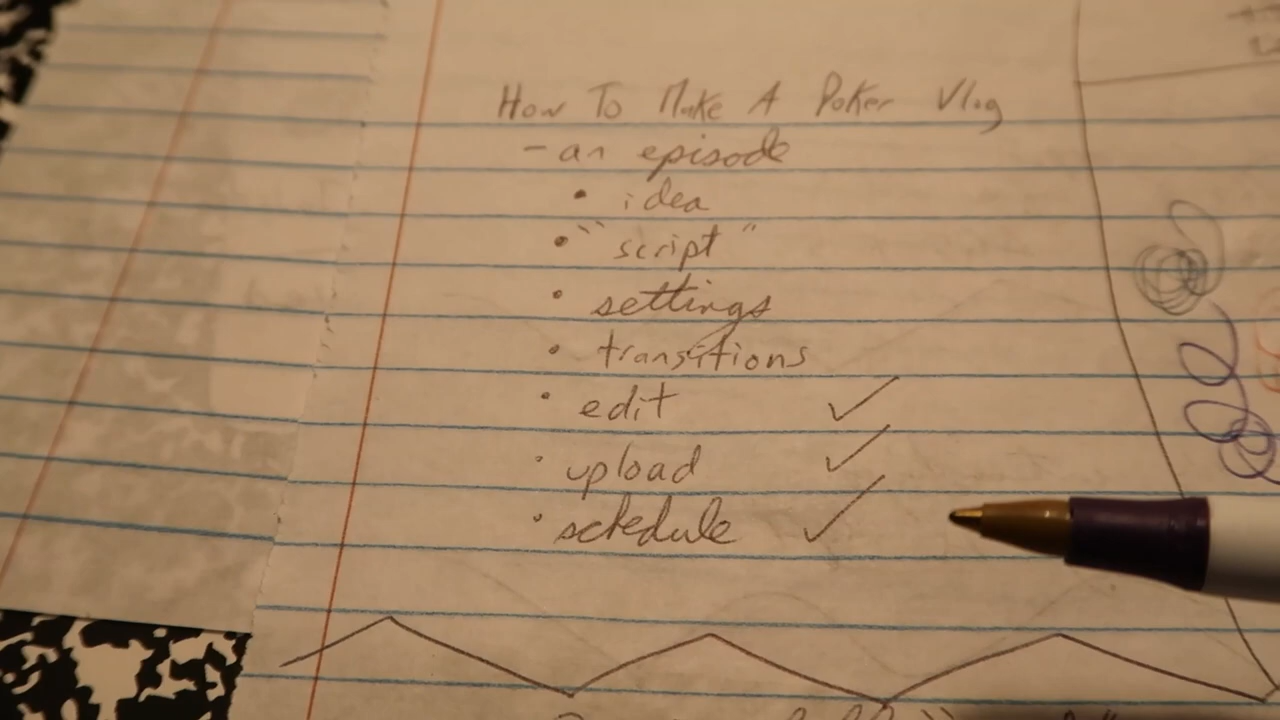 How To Make A Poker Vlog
- an episode
• idea
• "script"
• settings
• transitions
• edit ✓
• upload ✓
• schedule ✓